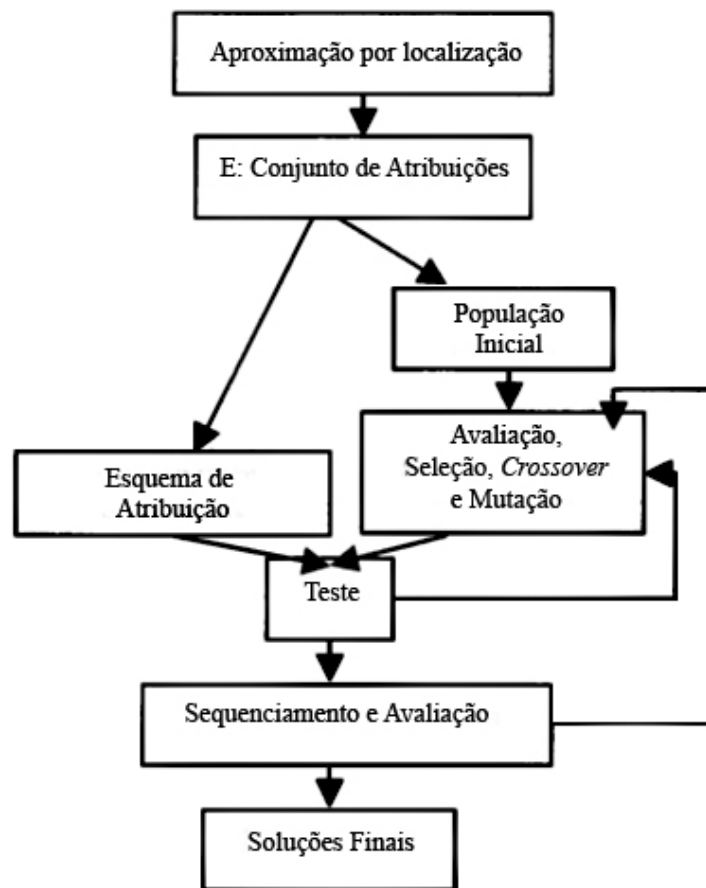 Aproximação por localização
E: Conjunto de Atribuições
População
Inicial
Avaliação,
Seleção, Crossover
e Mutação
Esquema de
Atribuição
Teste
Sequenciamento e Avaliação
Soluções Finais